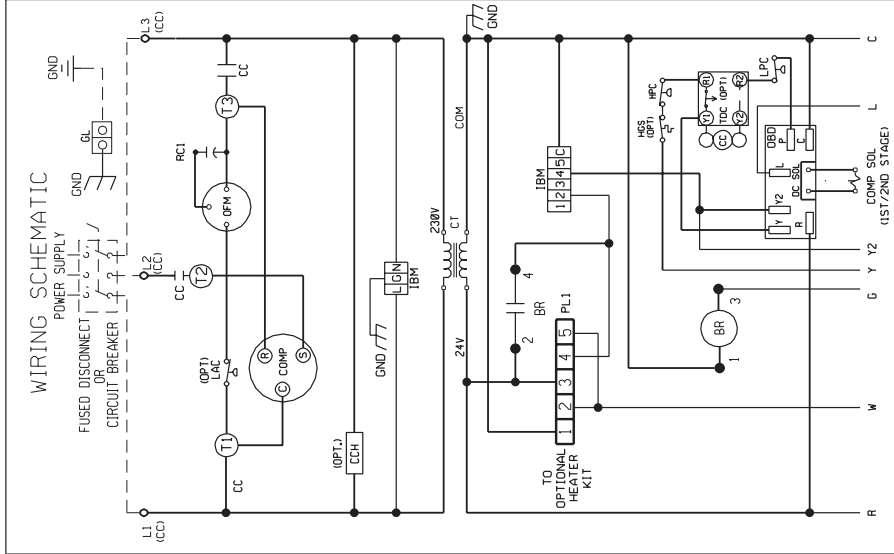 WIRING SCHEMATIC
POWER SUPPLY
FUSED DISCONNECT
OR
CIRCUIT BREAKER
GND
GL
GND
L1
(CC)
L2
(CC)
L3
(CC)
CC
T1
(OPT)
LAC
OFM
RC1
T3
CC
CC
T2
C
COMP
R
S
(OPT.)
CCH
GND
L G N
IBM
24V
230V
CT
COM
GND
TO
OPTIONAL
HEATER
KIT
1 2 3 4 5
PL1
2
BR
4
IBM
1 2 3 4 5 C
1
BR
3
HGS
(OPT)
HPC
Y1
R1
TDC (OPT)
CC
Y2
R2
LPC
OBD
Y
Y2
L
P
R
DC SOL
C
COMP SOL
(1ST/2ND STAGE)
R
W
G
Y
Y2
L
C